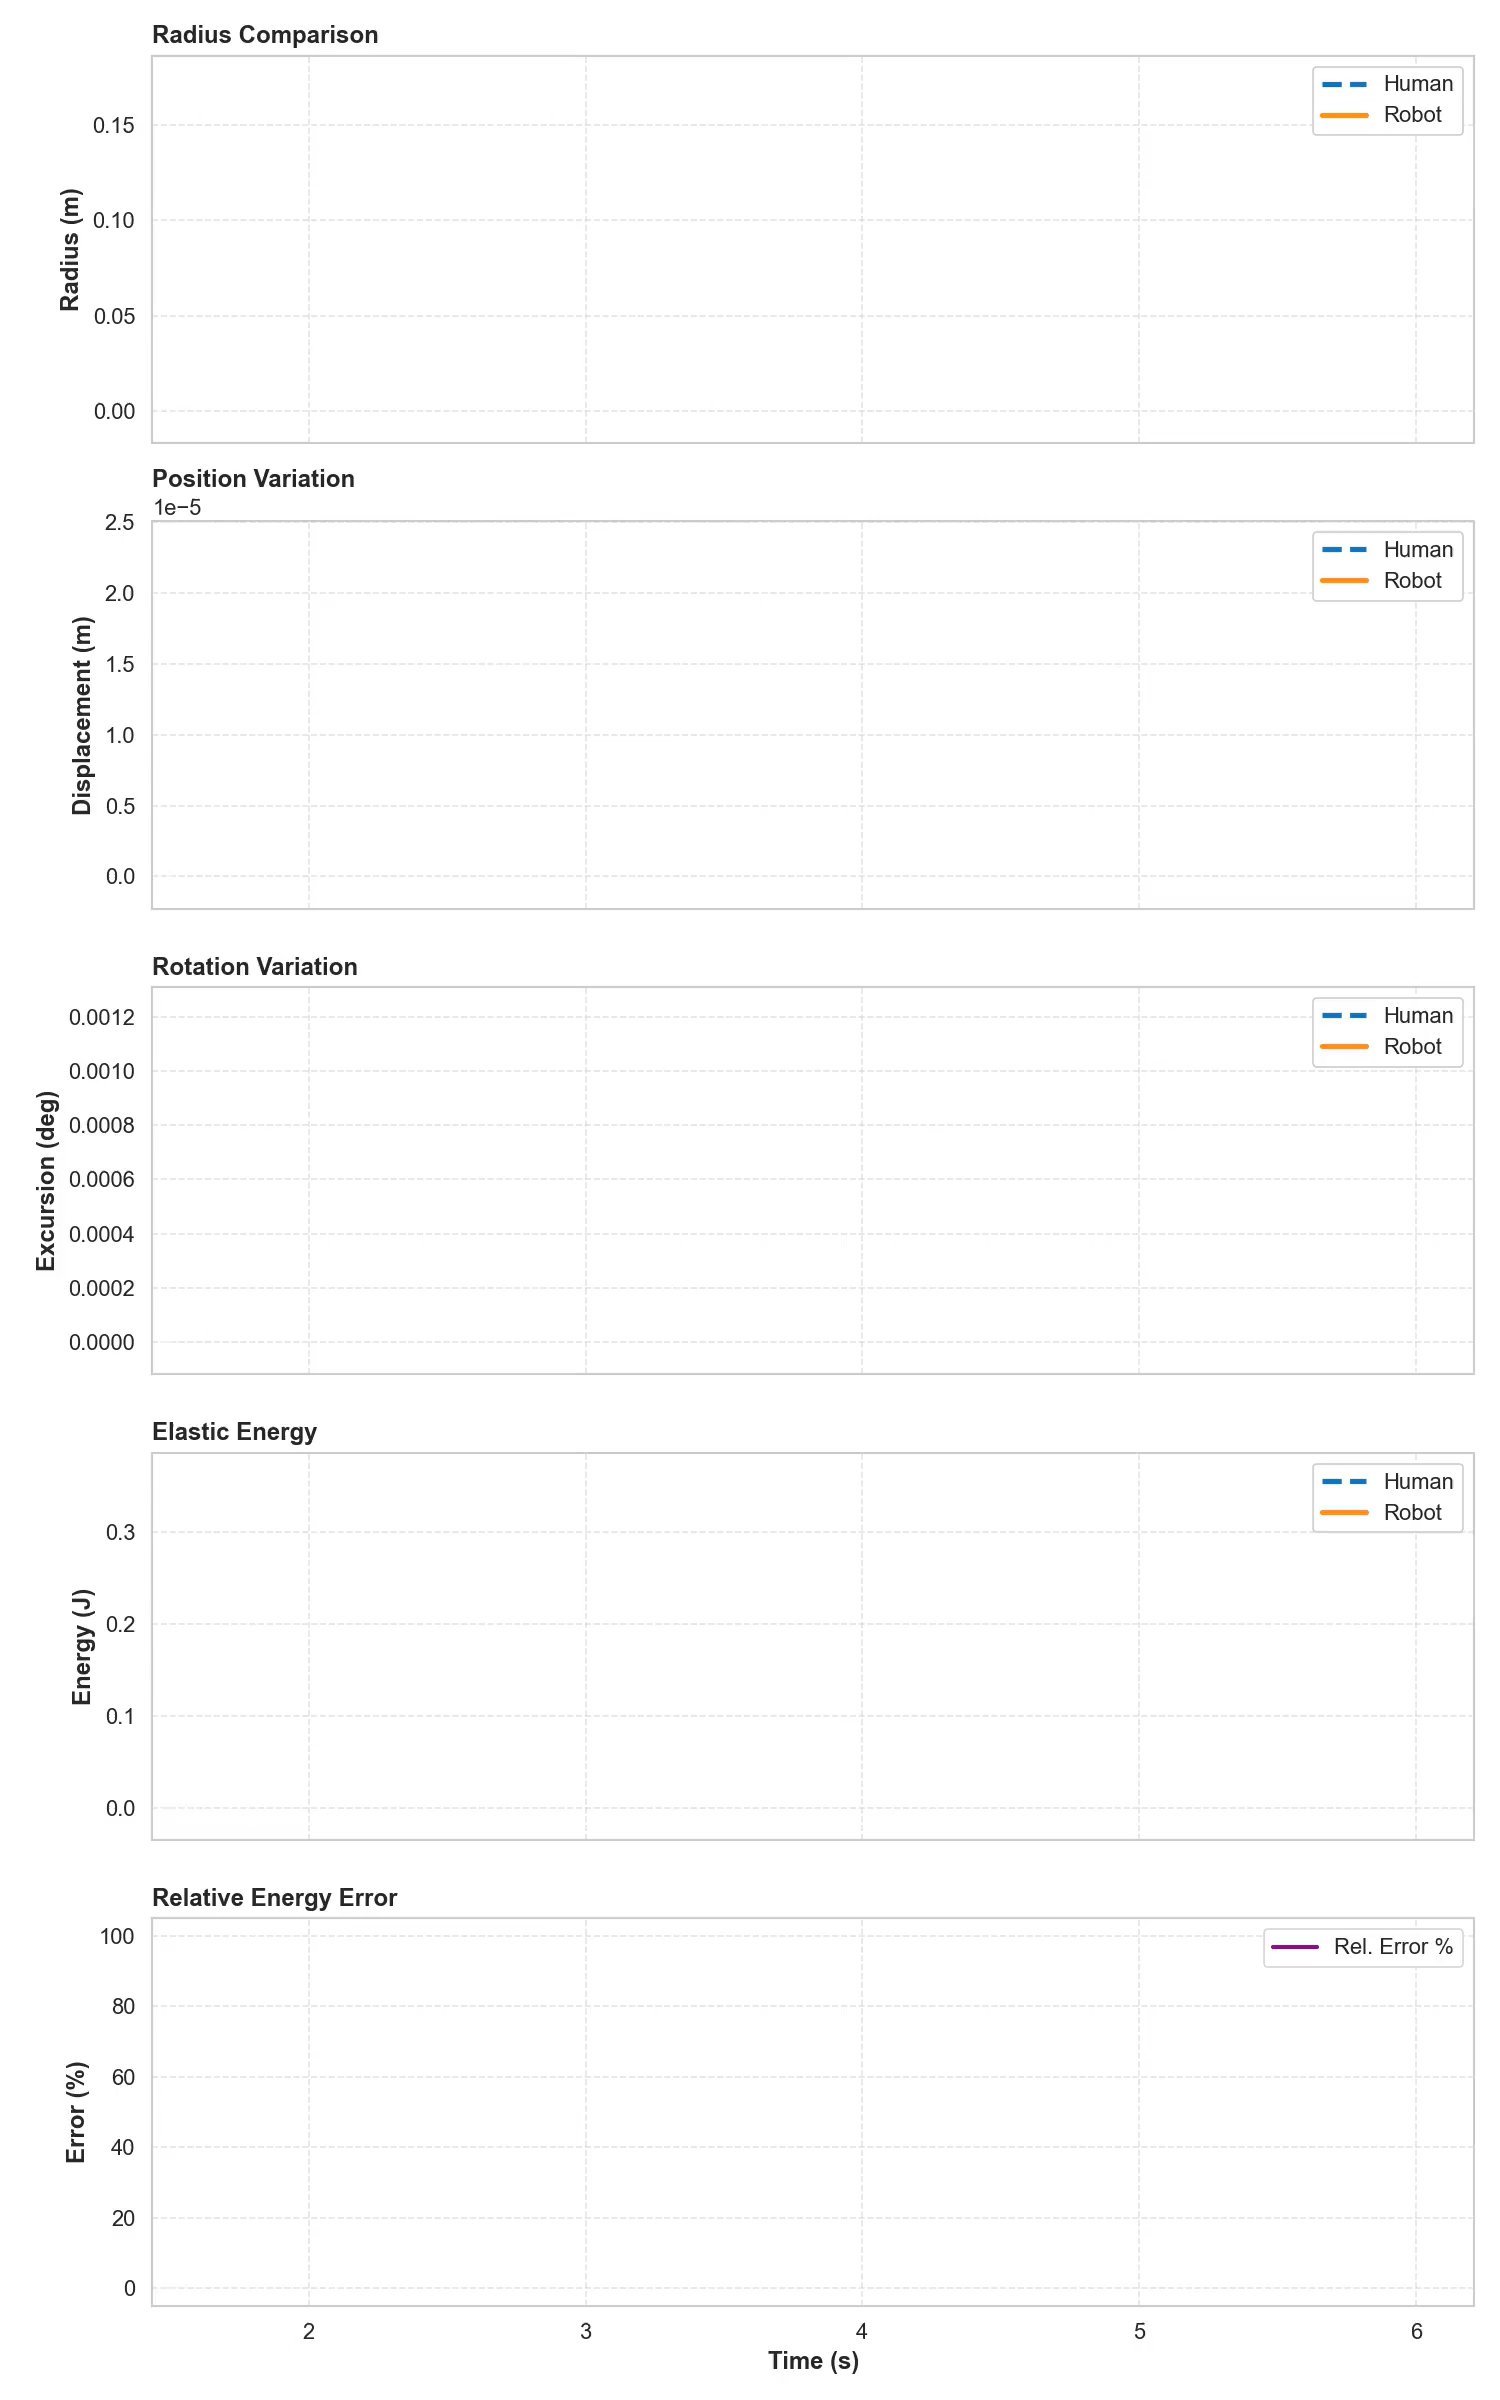 Radius Comparison
Human
Robot
0.15
0.10
0.05
0.00
Radius (m)
Position Variation
1e−5
Human
Robot
2.5
2.0
1.5
1.0
0.5
0.0
Displacement (m)
Rotation Variation
Human
Robot
0.0012
0.0010
0.0008
0.0006
0.0004
0.0002
0.0000
Excursion (deg)
Elastic Energy
Human
Robot
0.3
0.2
0.1
0.0
Energy (J)
Relative Energy Error
Rel. Error %
100
80
60
40
20
0
Error (%)
2 3 4 5 6
Time (s)